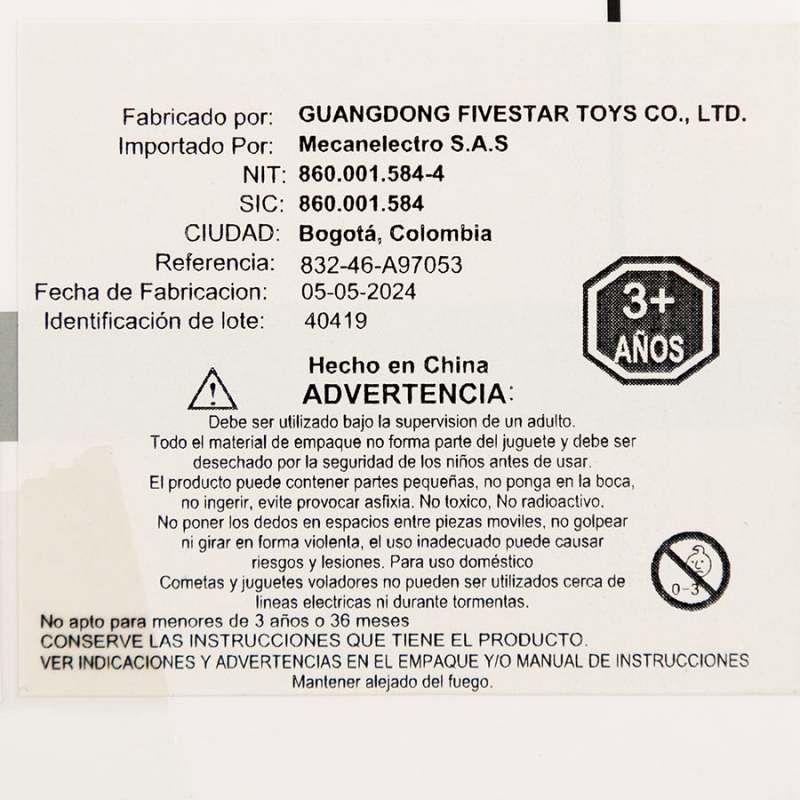 Fabricado por: GUANGDONG FIVESTAR TOYS CO., LTD.
Importado Por: Mecanelectro S.A.S
NIT: 860.001.584-4
SIC: 860.001.584
CIUDAD: Bogotá, Colombia
Referencia: 832-46-A97053
Fecha de Fabricacion: 05-05-2024
Identificación de lote: 40419
3+
AÑOS
Hecho en China
ADVERTENCIA:
Debe ser utilizado bajo la supervision de un adulto.
Todo el material de empaque no forma parte del juguete y debe ser
desechado por la seguridad de los niños antes de usar.
El producto puede contener partes pequeñas, no ponga en la boca,
no ingerir, evite provocar asfixia. No toxico, No radioactivo.
No poner los dedos en espacios entre piezas moviles, no golpear
ni girar en forma violenta, el uso inadecuado puede causar
riesgos y lesiones. Para uso doméstico
Cometas y juguetes voladores no pueden ser utilizados cerca de
lineas electricas ni durante tormentas.
0-3
No apto para menores de 3 años o 36 meses
CONSERVE LAS INSTRUCCIONES QUE TIENE EL PRODUCTO.
VER INDICACIONES Y ADVERTENCIAS EN EL EMPAQUE Y/O MANUAL DE INSTRUCCIONES
Mantener alejado del fuego.